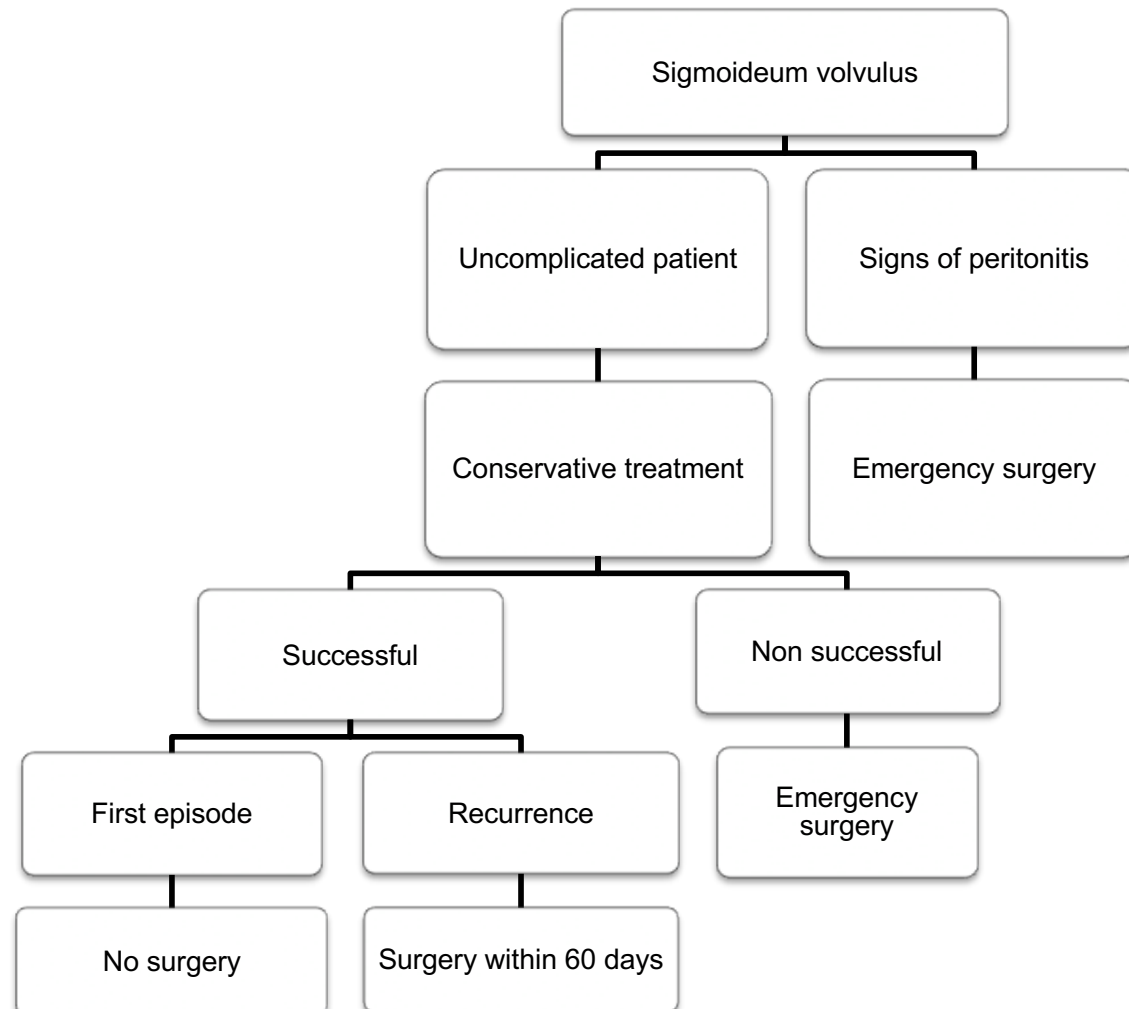 Sigmoideum volvulus
Uncomplicated patient
Signs of peritonitis
Conservative treatment
Emergency surgery
Successful
Non successful
First episode
Recurrence
Emergency
surgery
No surgery
Surgery within 60 days